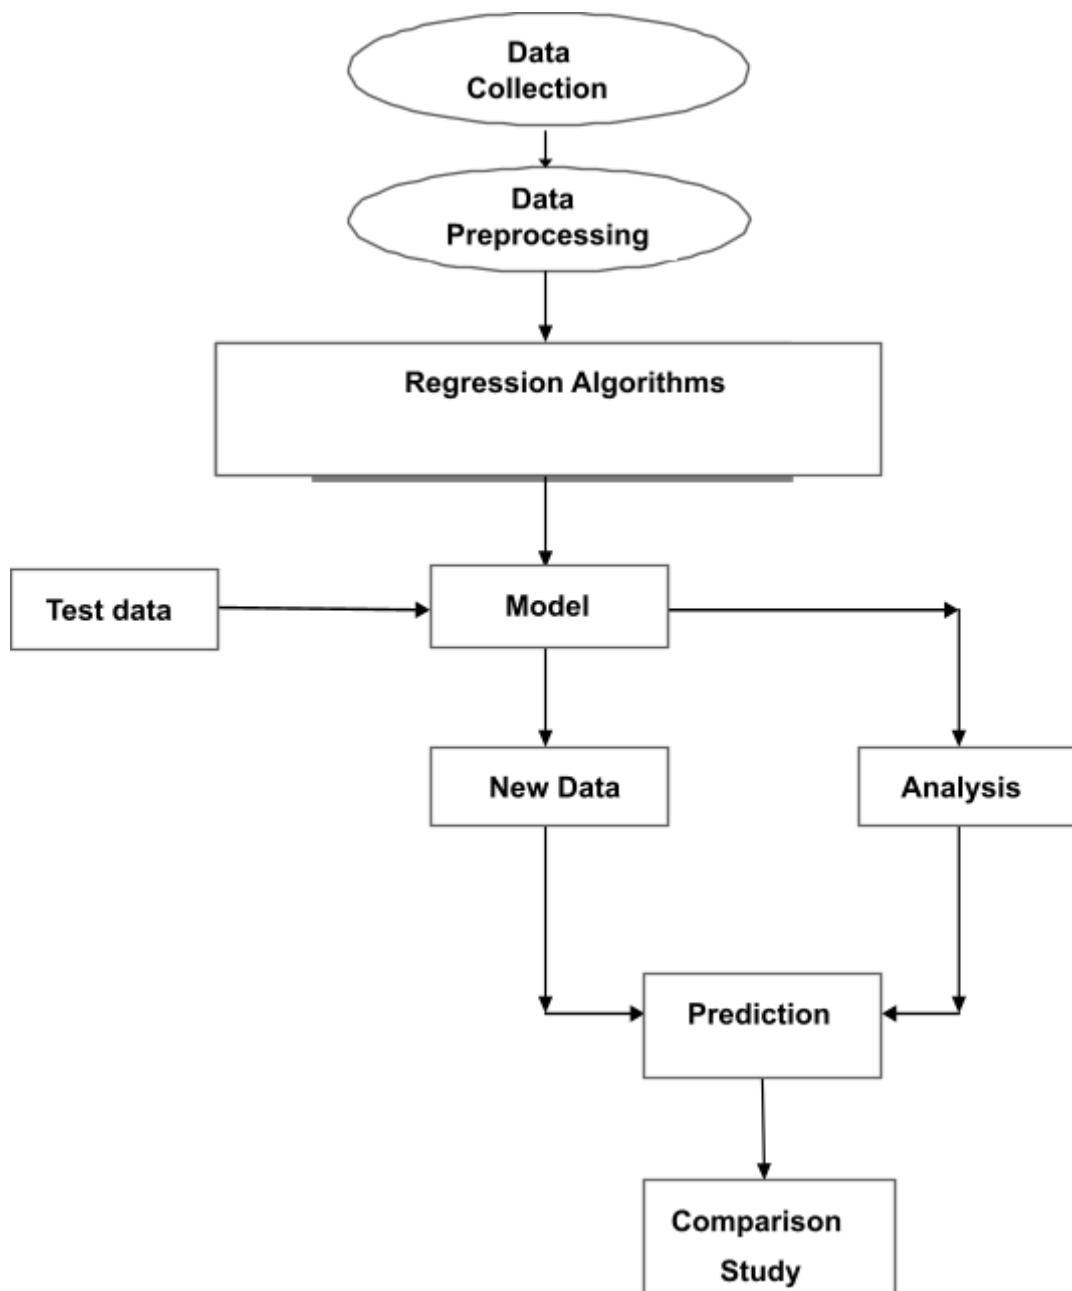 Data
Collection
Data
Preprocessing
Regression Algorithms
Test data
Model
New Data
Analysis
Prediction
Comparison
Study